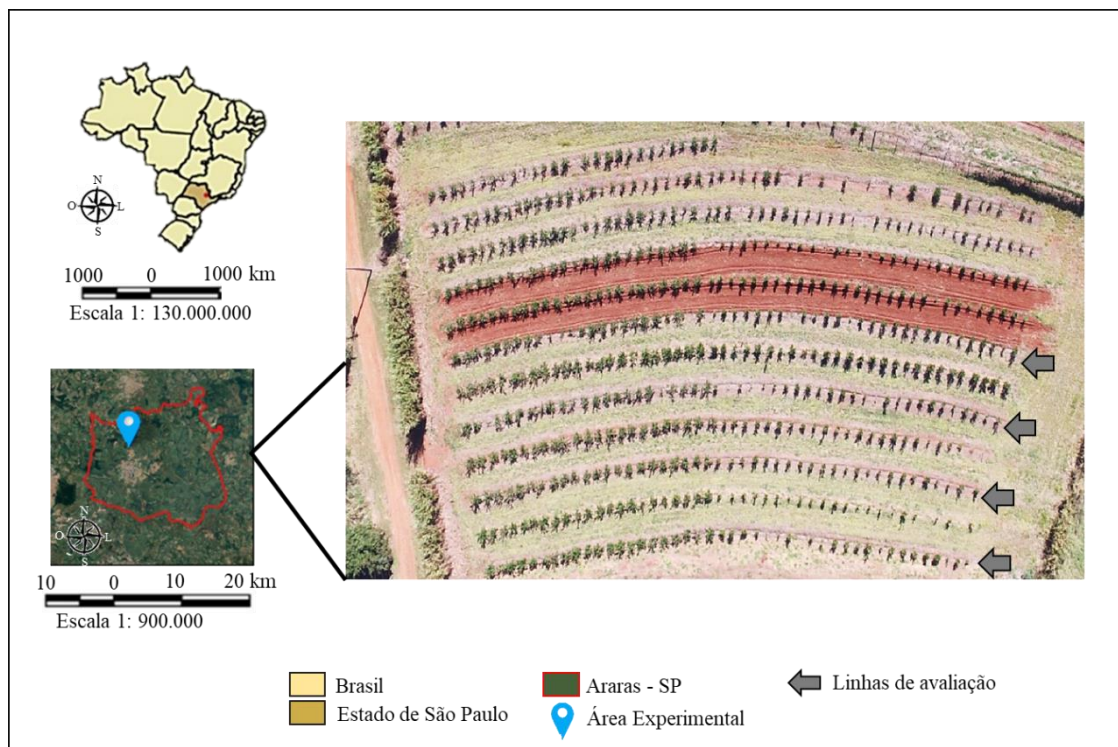 N
O
L
S
1000 0 1000 km
Escala 1: 130.000.000
N
O
L
S
10 0 10 20 km
Escala 1: 900.000
Brasil
Estado de São Paulo
Araras - SP
Área Experimental
Linhas de avaliação